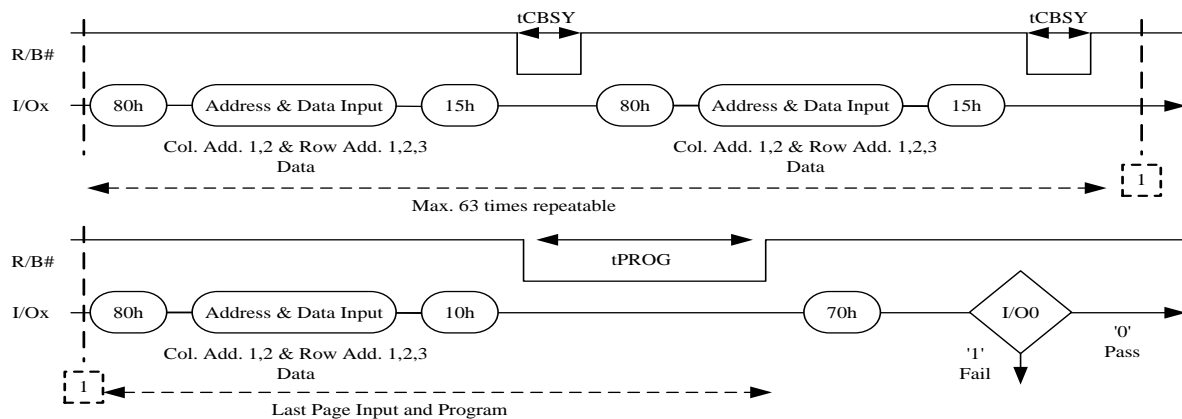 tCBSY tCBSY
R/B#
I/Ox 80h Address & Data Input 15h 80h Address & Data Input 15h
Col. Add. 1,2 & Row Add. 1,2,3 Col. Add. 1,2 & Row Add. 1,2,3
Data Data
1
Max. 63 times repeatable
R/B#
tPROG
I/Ox 80h Address & Data Input 10h 70h I/O0
'0'
Pass
Col. Add. 1,2 & Row Add. 1,2,3
Data
'1'
Fail
1
Last Page Input and Program